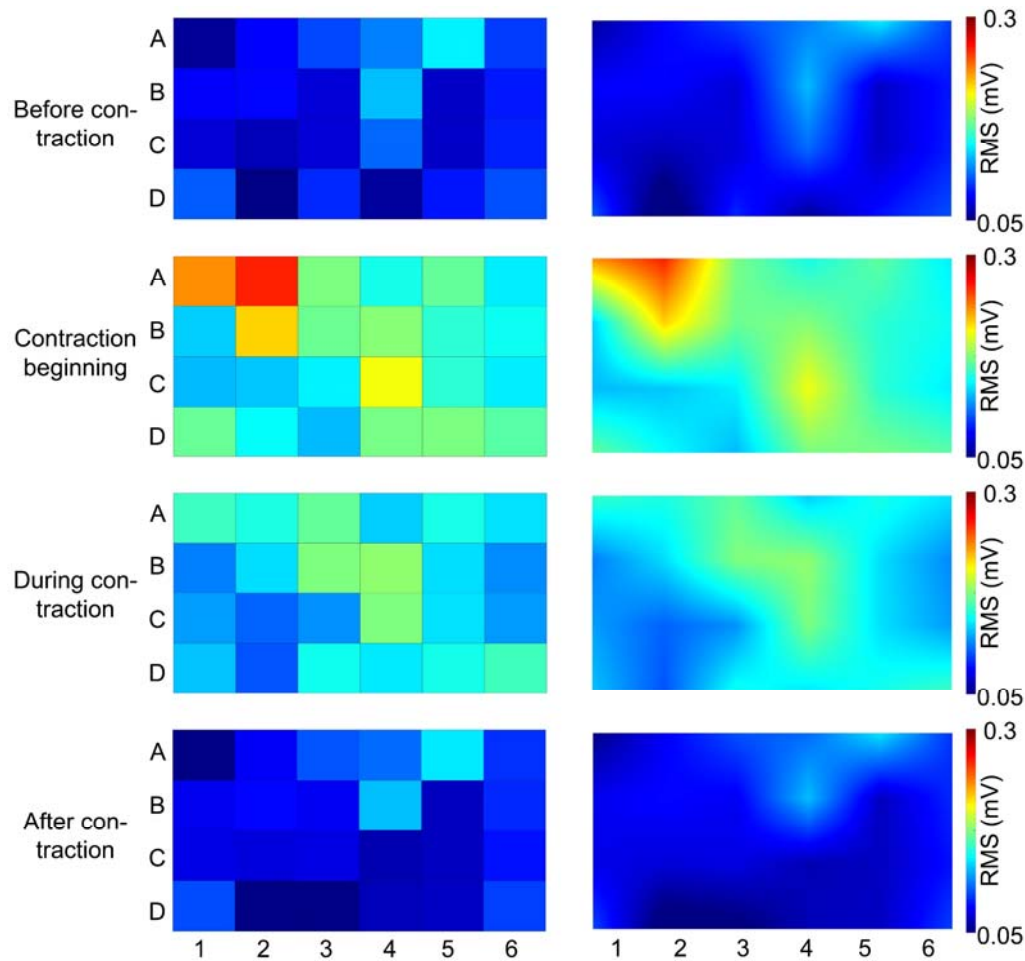 A
B
C
D
Before con-
traction
0.3
RMS (mV)
0.05
A
B
C
D
Contraction
beginning
0.3
RMS (mV)
0.05
A
B
C
D
During con-
traction
0.3
RMS (mV)
0.05
A
B
C
D
After con-
traction
0.3
RMS (mV)
0.05
1 2 3 4 5 6
1 2 3 4 5 6